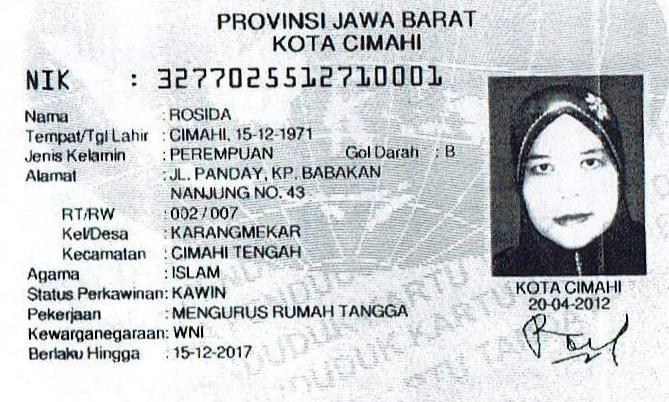 PROVINSI JAWA BARAT
KOTA CIMAHI
NIK : 3277025512710001
Nama : ROSIDA
Tempat/Tgl Lahir : CIMAHI, 15-12-1971
Jenis Kelamin : PEREMPUAN Gol Darah : B
Alamat : JL. PANDAY, KP. BABAKAN
NANJUNG NO. 43
RT/RW : 002 / 007
Kel/Desa : KARANGMEKAR
Kecamatan : CIMAHI TENGAH
Agama : ISLAM
Status Perkawinan: KAWIN
Pekerjaan : MENGURUS RUMAH TANGGA
Kewarganegaraan: WNI
Berlaku Hingga : 15-12-2017
KOTA CIMAHI
20-04-2012